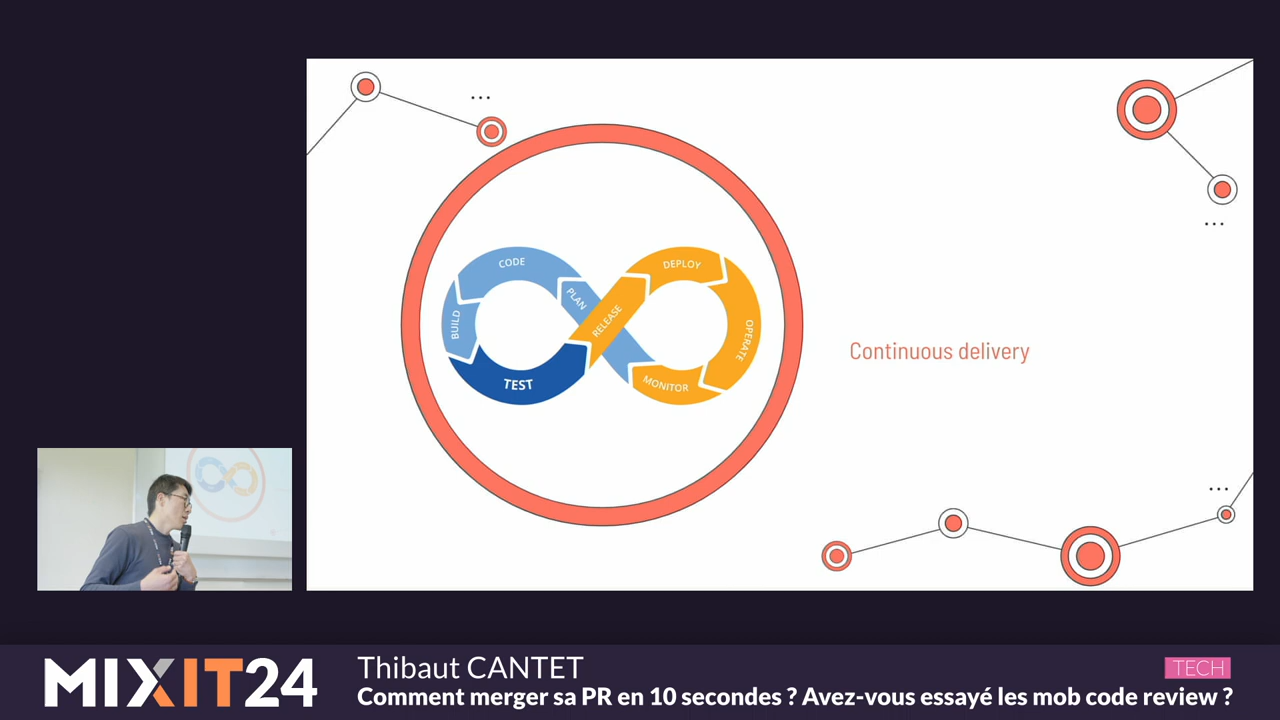 ...
...
CODE
DEPLOY
PLAN
RELEASE
BUILD
OPERATE
TEST
MONITOR
Continuous delivery
...
MIXIT24
Thibaut CANTET
TECH
Comment merger sa PR en 10 secondes ? Avez-vous essayé les mob code review ?